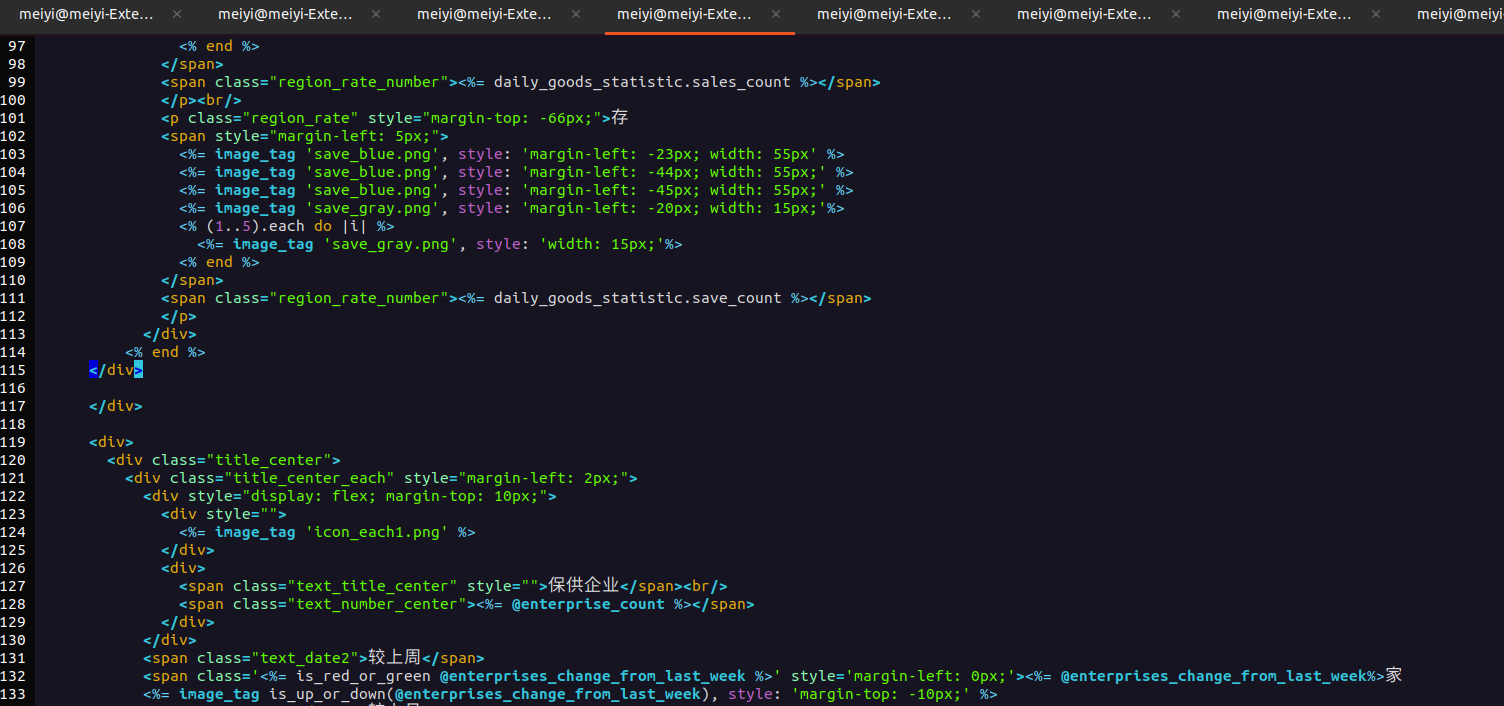 meiyi@meiyi-Exte... × meiyi@meiyi-Exte... × meiyi@meiyi-Exte... × meiyi@meiyi-Exte... × meiyi@meiyi-Exte... × meiyi@meiyi-Exte... × meiyi@meiyi-Exte... × meiyi@meiyi
97 <% end %>
98 </span>
99 <span class="region_rate_number"><%= daily_goods_statistic.sales_count %></span>
100 </p><br/>
101 <p class="region_rate" style="margin-top: -66px;">存
102 <span style="margin-left: 5px;">
103 <%= image_tag 'save_blue.png', style: 'margin-left: -23px; width: 55px' %>
104 <%= image_tag 'save_blue.png', style: 'margin-left: -44px; width: 55px;' %>
105 <%= image_tag 'save_blue.png', style: 'margin-left: -45px; width: 55px;' %>
106 <%= image_tag 'save_gray.png', style: 'margin-left: -20px; width: 15px;'%>
107 <% (1..5).each do |i| %>
108 <%= image_tag 'save_gray.png', style: 'width: 15px;'%>
109 <% end %>
110 </span>
111 <span class="region_rate_number"><%= daily_goods_statistic.save_count %></span>
112 </p>
113 </div>
114 <% end %>
115 </div>
116
117 </div>
118
119 <div>
120 <div class="title_center">
121 <div class="title_center_each" style="margin-left: 2px;">
122 <div style="display: flex; margin-top: 10px;">
123 <div style="">
124 <%= image_tag 'icon_each1.png' %>
125 </div>
126 <div>
127 <span class="text_title_center" style="">保供企业</span><br/>
128 <span class="text_number_center"><%= @enterprise_count %></span>
129 </div>
130 </div>
131 <span class="text_date2">较上周</span>
132 <span class='<%= is_red_or_green @enterprises_change_from_last_week %>' style='margin-left: 0px;'><%= @enterprises_change_from_last_week%>家
133 <%= image_tag is_up_or_down(@enterprises_change_from_last_week), style: 'margin-top: -10px;' %>